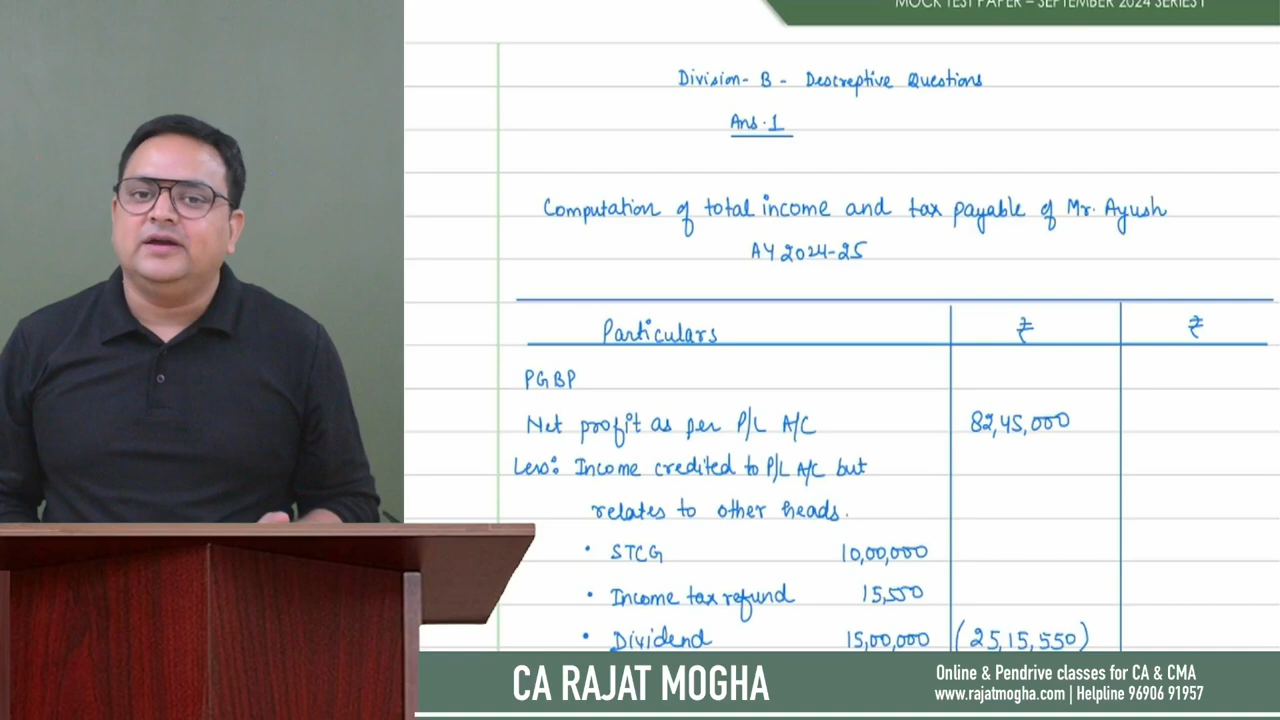 MOCK TEST PAPER – SEPTEMBER 2024 SERIES I
Division- B - Descreptive Questions
Ans. 1
Computation of total income and tax payable of Mr. Ayush
AY 2024-25
Particulars ₹ ₹
PGBP
Net profit as per P/L A/C 82,45,000
Less: Income credited to P/L A/C but
relates to other heads.
• STCG 10,00,000
• Income tax refund 15,550
• Dividend 15,00,000 (25,15,550)
CA RAJAT MOGHA
Online & Pendrive classes for CA & CMA
www.rajatmogha.com | Helpline 96906 91957